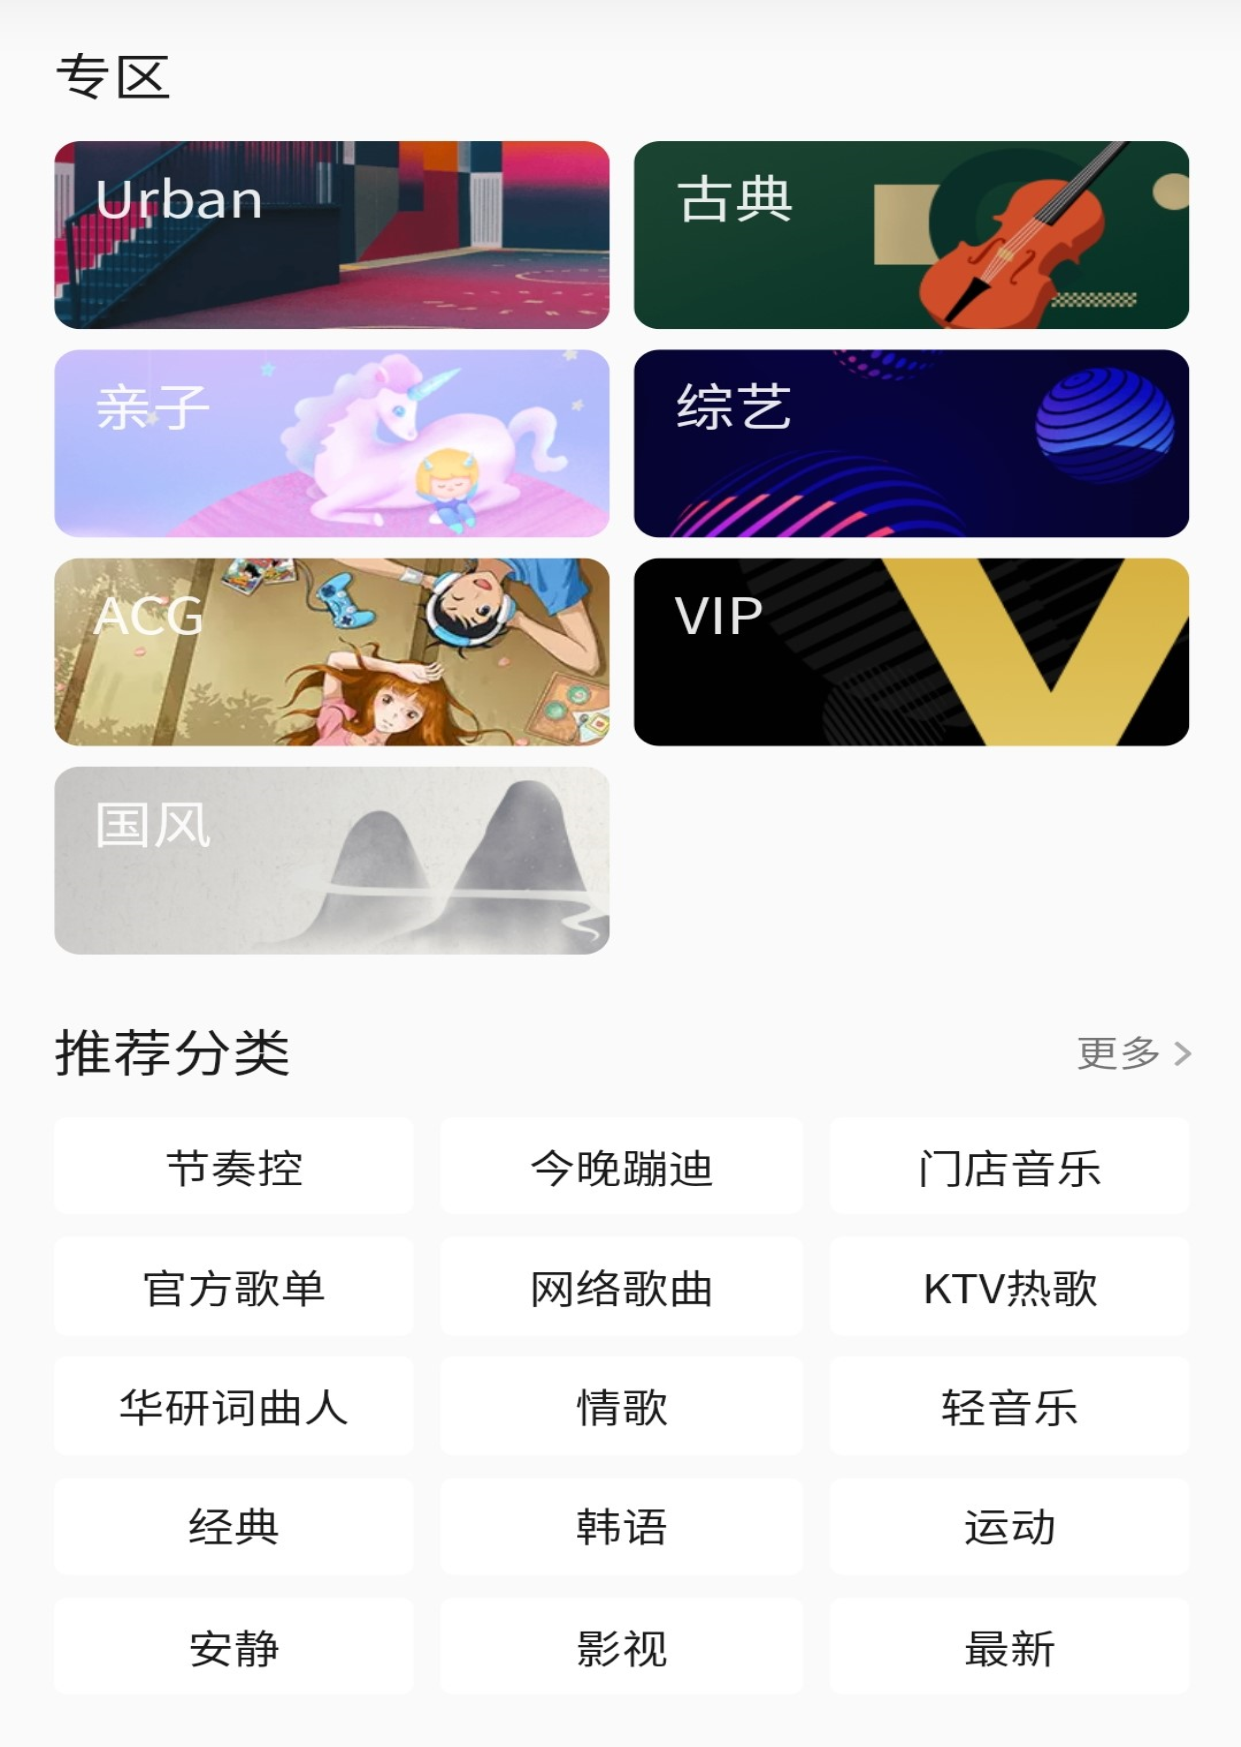 专区
Urban
古典
亲子
综艺
ACG
VIP
国风
推荐分类
更多 >
节奏控
今晚蹦迪
门店音乐
官方歌单
网络歌曲
KTV热歌
华研词曲人
情歌
轻音乐
经典
韩语
运动
安静
影视
最新